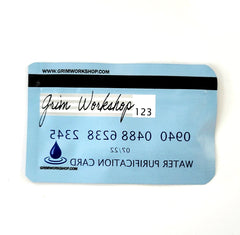 WWW.GRIMWORKSHOP.COM
Grim Workshop
123
0940 0488 6238 2345
07/22
WATER PURIFICATION CARD
GRIMWORKSHOP.COM